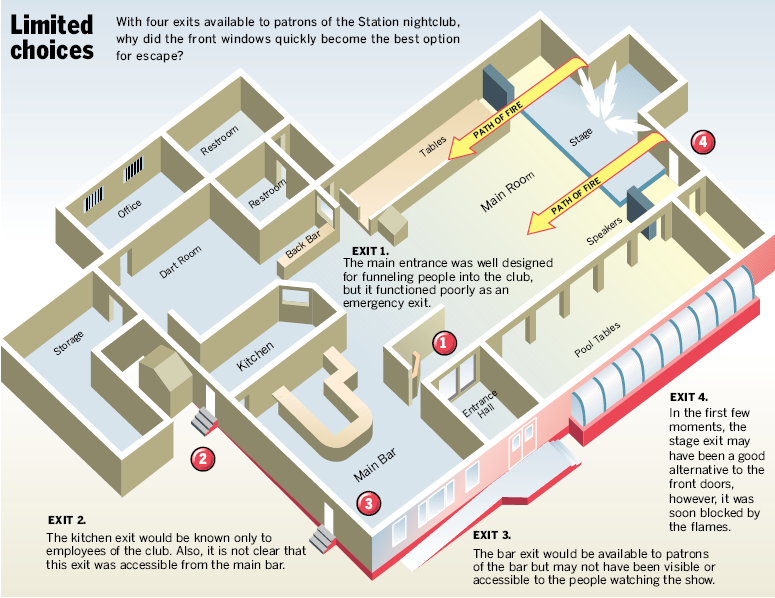 Limited
choices
With four exits available to patrons of the Station nightclub,
why did the front windows quickly become the best option
for escape?
Restroom
Restroom
Office
Back Bar
Dart Room
Storage
Kitchen
Tables
PATH OF FIRE
Stage
4
Main Room
PATH OF FIRE
Speakers
EXIT 1.
The main entrance was well designed
for funneling people into the club,
but it functioned poorly as an
emergency exit.
1
Pool Tables
Entrance
Hall
Main Bar
2
3
EXIT 4.
In the first few
moments, the
stage exit may
have been a good
alternative to the
front doors,
however, it was
soon blocked by
the flames.
EXIT 2.
The kitchen exit would be known only to
employees of the club. Also, it is not clear that
this exit was accessible from the main bar.
EXIT 3.
The bar exit would be available to patrons
of the bar but may not have been visible or
accessible to the people watching the show.